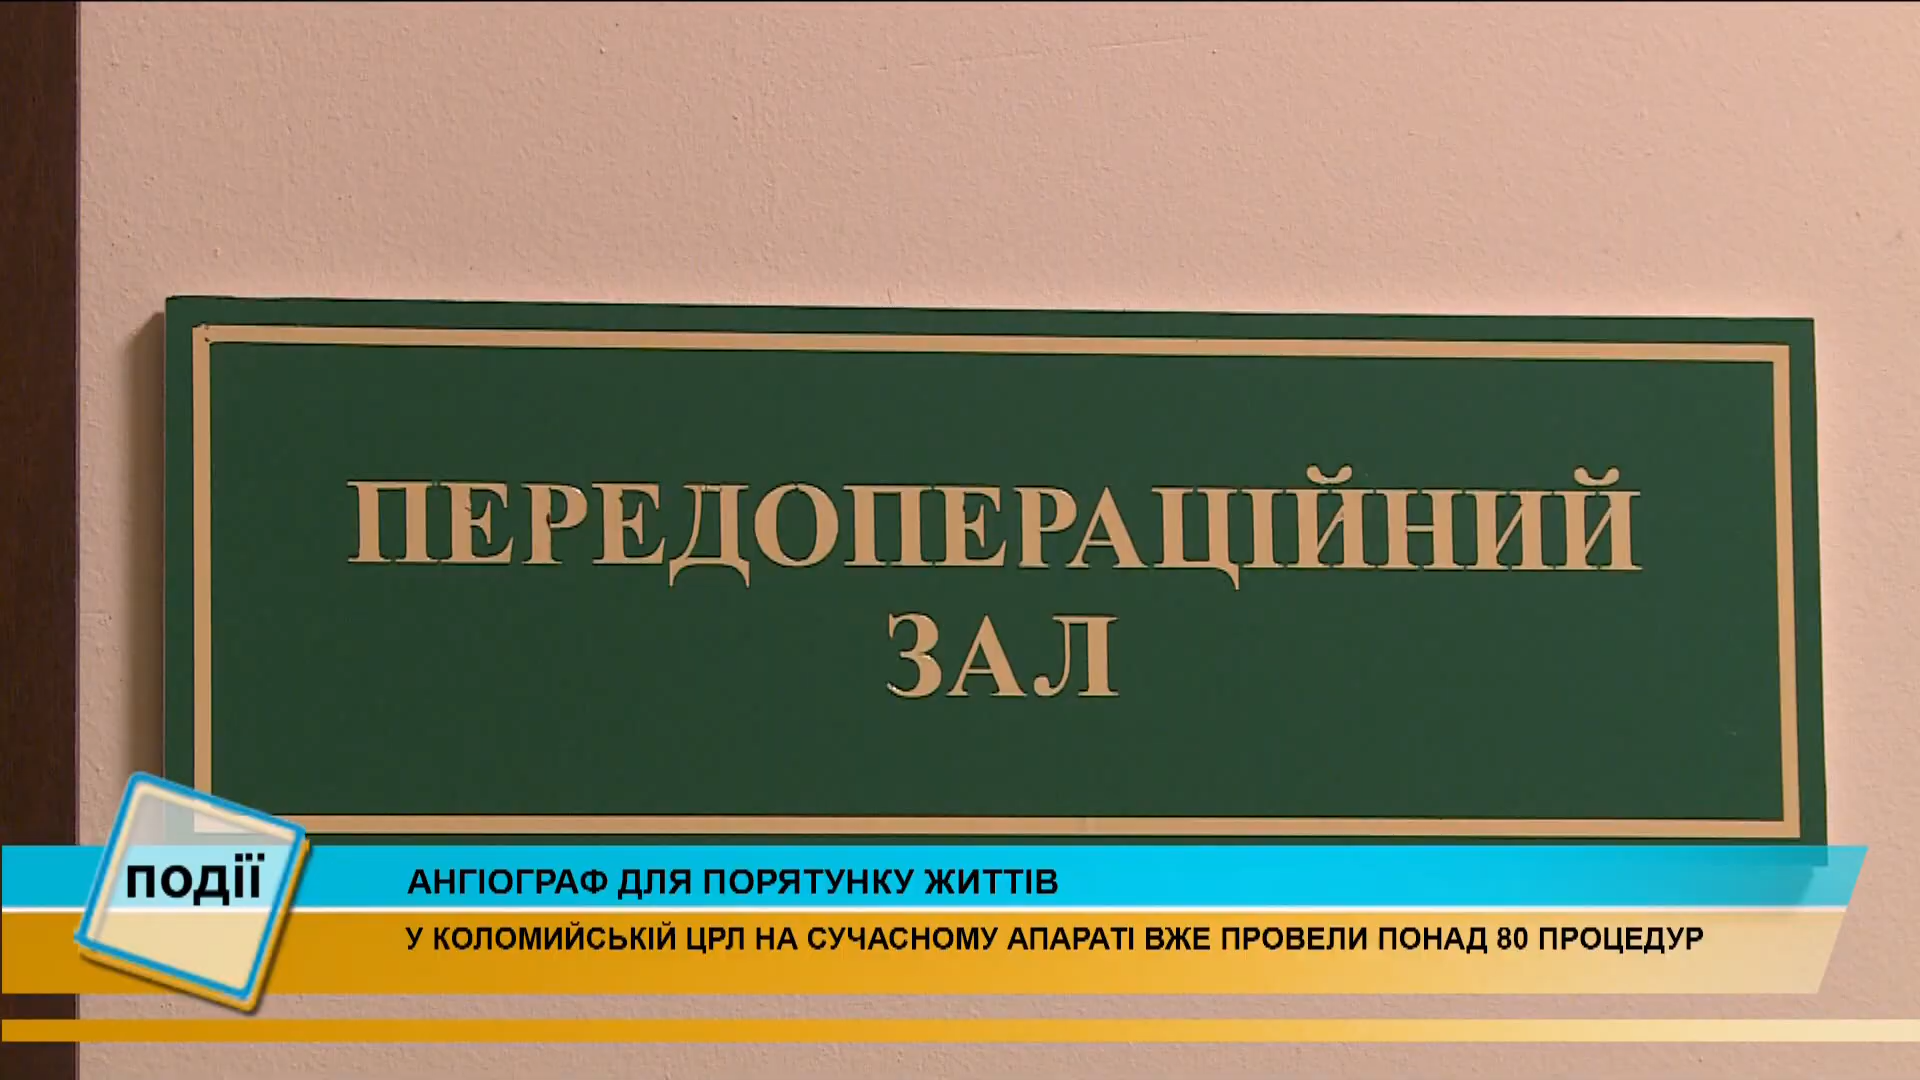 ПЕРЕДОПЕРАЦІЙНИЙ
ЗАЛ
події
АНГІОГРАФ ДЛЯ ПОРЯТУНКУ ЖИТТІВ
У КОЛОМИЙСЬКІЙ ЦРЛ НА СУЧАСНОМУ АПАРАТІ ВЖЕ ПРОВЕЛИ ПОНАД 80 ПРОЦЕДУР